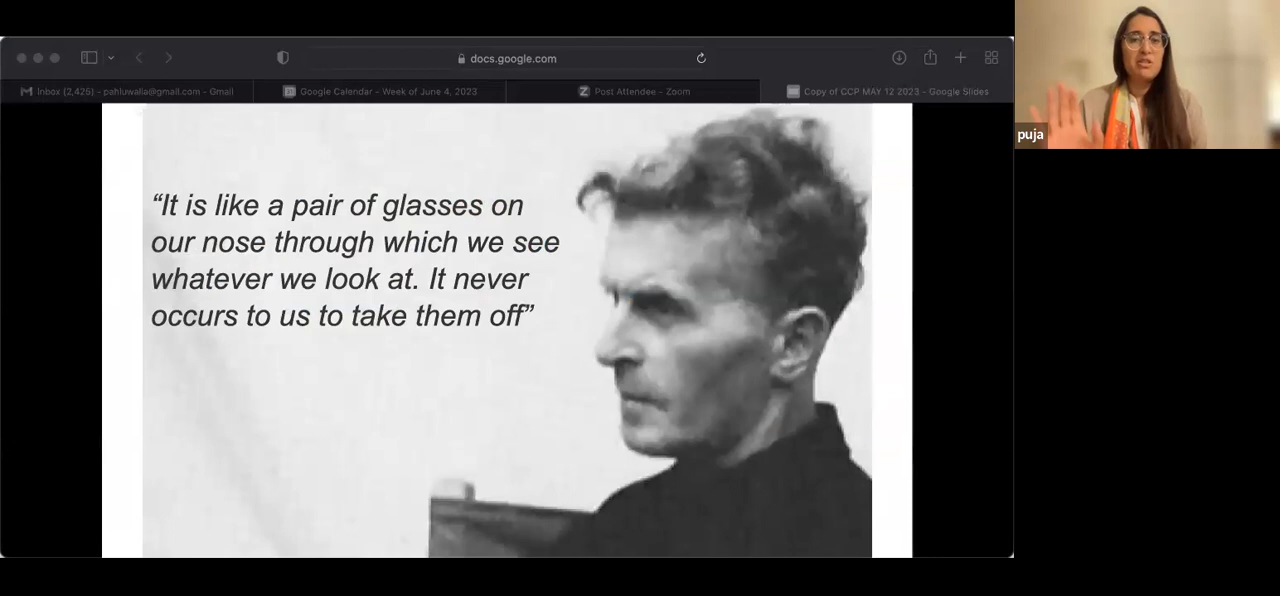 docs.google.com
Inbox (2,425) - pahluwalia@gmail.com - Gmail
Google Calendar - Week of June 4, 2023
Post Attendee - Zoom
Copy of CCP MAY 12 2023 - Google Slides
“It is like a pair of glasses on
our nose through which we see
whatever we look at. It never
occurs to us to take them off”
puja